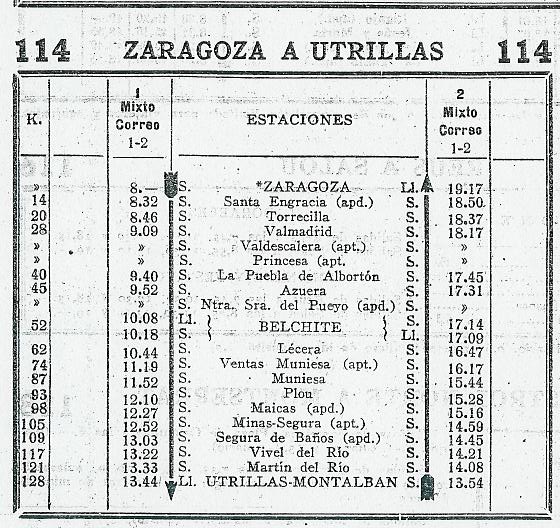 114 ZARAGOZA A UTRILLAS 114
K. 1 Mixto Correo 1-2 ESTACIONES 2 Mixto Correo 1-2
» 8.— S. *ZARAGOZA Ll. 19.17
14 8.32 S. Santa Engracia (apd.) S. 18.50
20 8.46 S. Torrecilla S. 18.37
28 9.09 S. Valmadrid S. 18.17
» » S. Valdescalera (apt.) S. »
» » S. Princesa (apt. S. »
40 9.40 S. La Puebla de Albortón S. 17.45
45 9.52 S. Azuera S. 17.31
» » S. Ntra. Sra. del Pueyo (apd.) S. »
52 10.08 Ll. BELCHITE S. 17.14
10.18 S. Ll. 17.09
62 10.44 S. Lécera S. 16.47
74 11.19 S. Ventas Muniesa (apt.) S. 16.17
87 11.52 S. Muniesa S. 15.44
93 12.10 S. Plou S. 15.28
98 12.27 S. Maicas (apd.) S. 15.16
105 12.52 S. Minas-Segura (apt.) S. 14.59
109 13.03 S. Segura de Baños (apd.) S. 14.45
117 13.22 S. Vivel del Río S. 14.21
121 13.33 S. Martin del Río S. 14.08
128 13.44 Ll. UTRILLAS-MONTALBAN S. 13.54